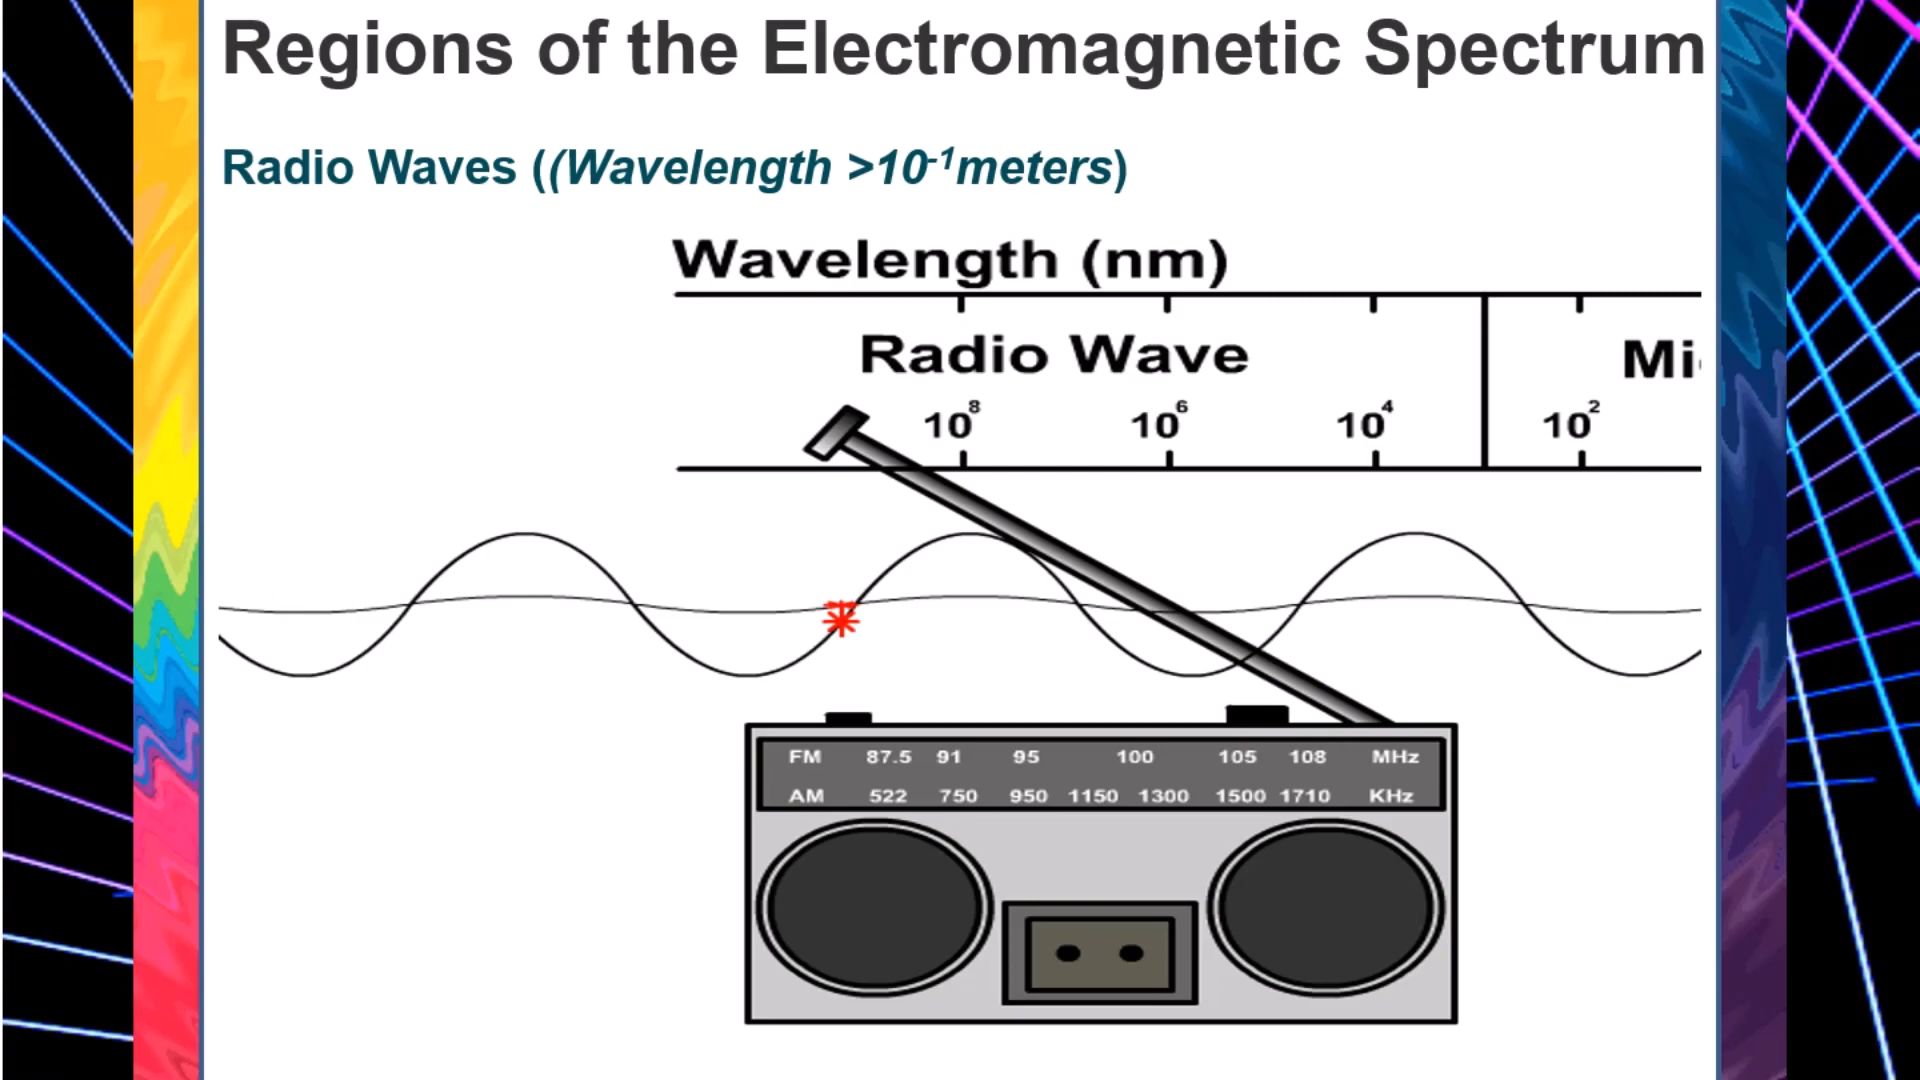 Regions of the Electromagnetic Spectrum
Radio Waves ((Wavelength >10⁻¹meters)
Wavelength (nm)
Radio Wave Mi
10⁸ 10⁶ 10⁴ 10²
FM 87.5 91 95 100 105 108 MHz
AM 522 750 950 1150 1300 1500 1710 KHz